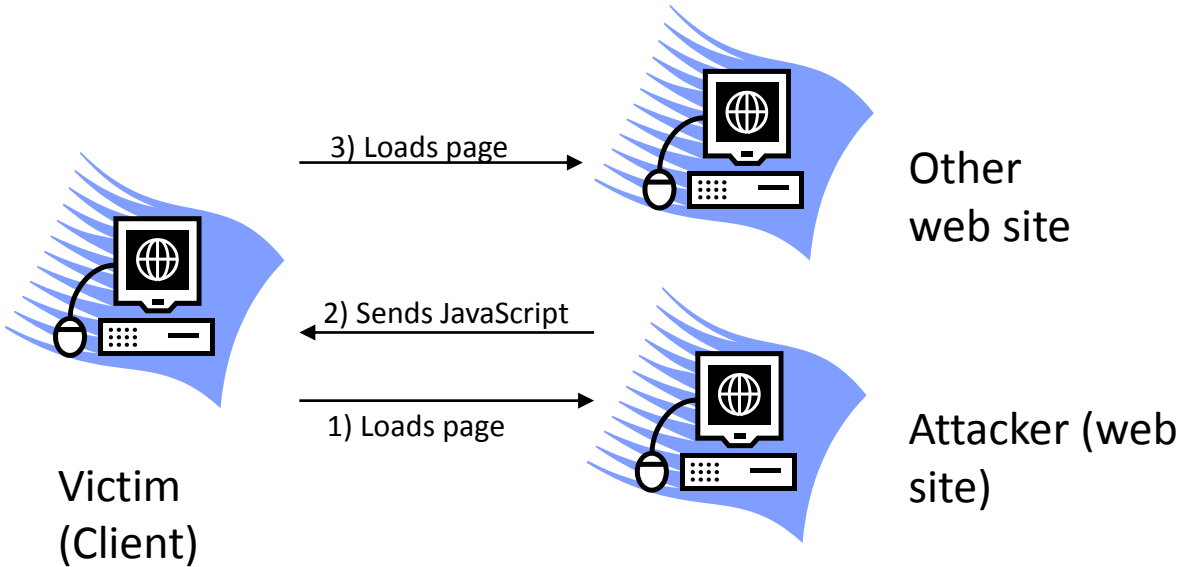 3) Loads page
Other
web site
2) Sends JavaScript
1) Loads page
Attacker (web
site)
Victim
(Client)